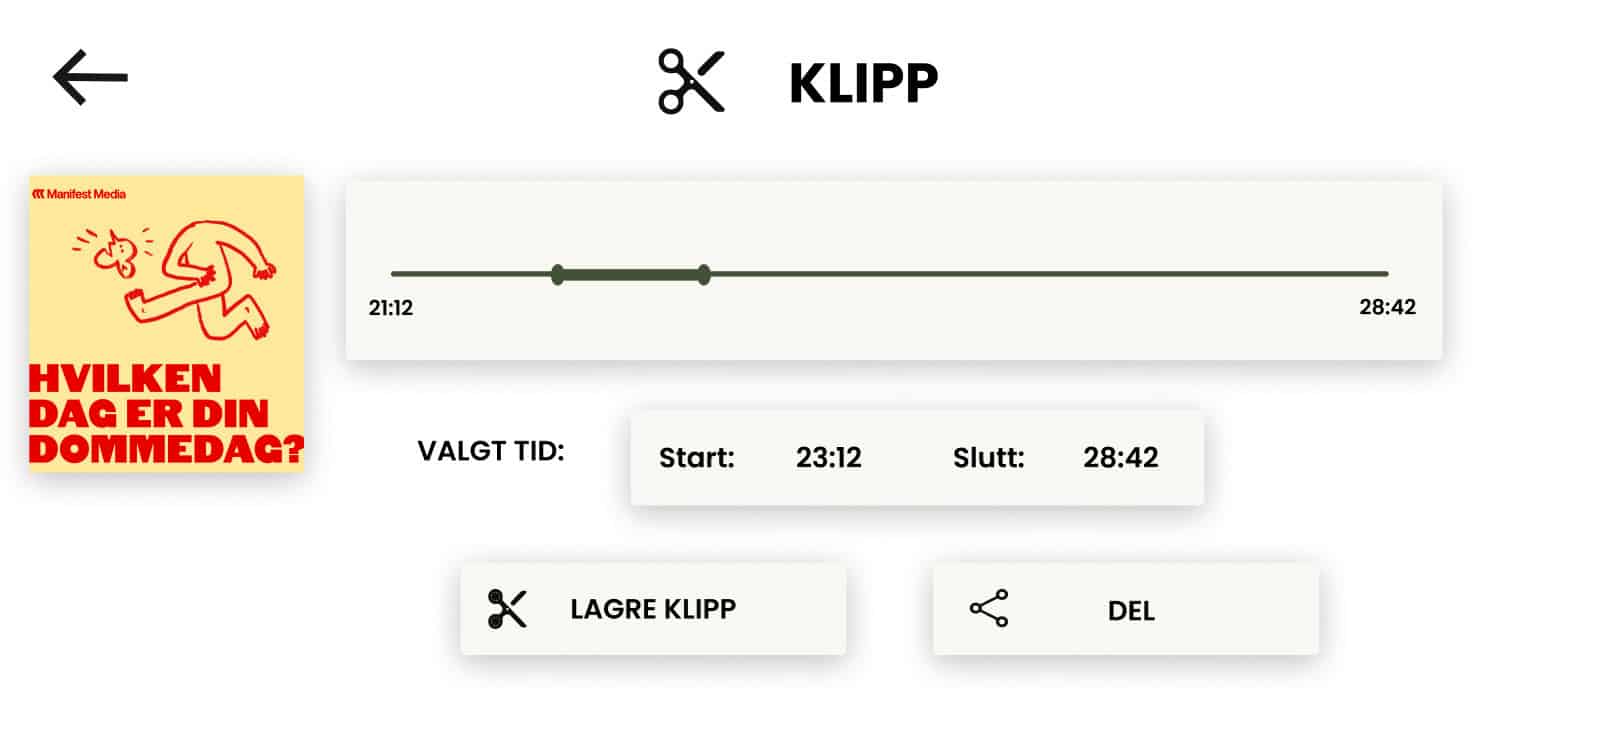 KLIPP
Manifest Media
HVILKEN
DAG ER DIN
DOMMEDAG?
21:12
28:42
VALGT TID:
Start: 23:12 Slutt: 28:42
LAGRE KLIPP
DEL